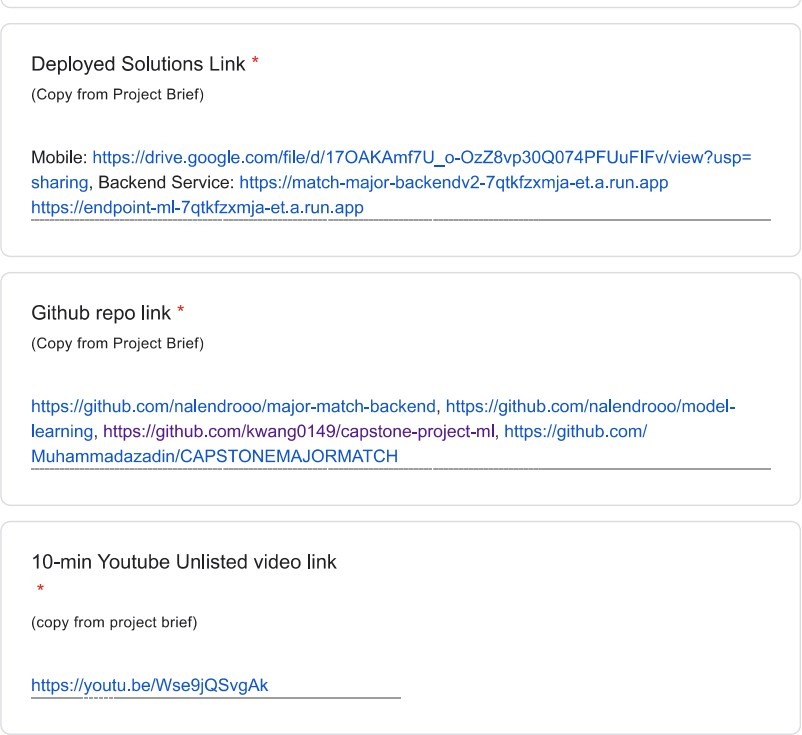 Deployed Solutions Link *
(Copy from Project Brief)
Mobile: https://drive.google.com/file/d/17OAKAmf7U_o-OzZ8vp30Q074PFUuFIFv/view?usp=
sharing, Backend Service: https://match-major-backendv2-7qtkfzxmja-et.a.run.app
https://endpoint-ml-7qtkfzxmja-et.a.run.app
Github repo link *
(Copy from Project Brief)
https://github.com/nalendrooo/major-match-backend, https://github.com/nalendrooo/model-
learning, https://github.com/kwang0149/capstone-project-ml, https://github.com/
Muhammadazadin/CAPSTONEMAJORMATCH
10-min Youtube Unlisted video link
*
(copy from project brief)
https://youtu.be/Wse9jQSvgAk